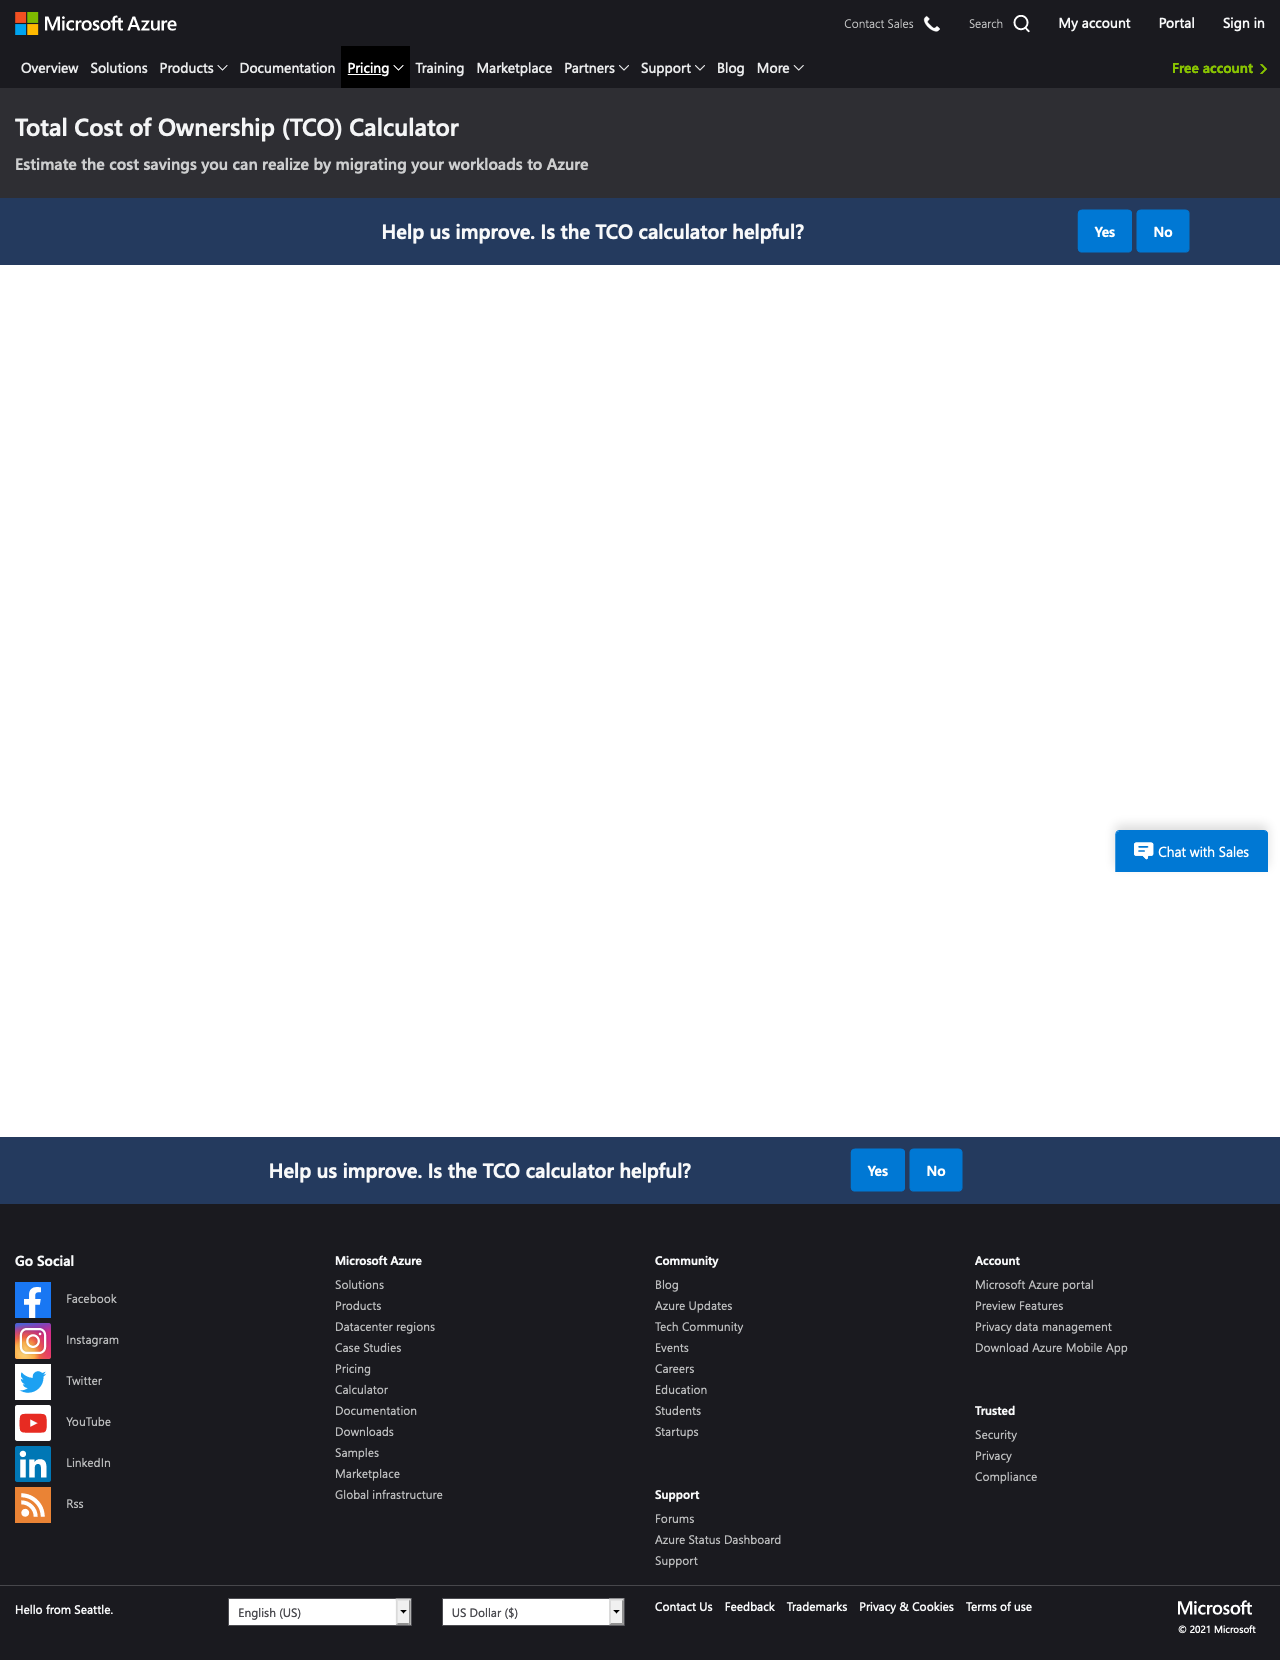 Microsoft Azure
Contact Sales
Search
My account
Portal
Sign in
Overview
Solutions
Products
Documentation
Pricing
Training
Marketplace
Partners
Support
Blog
More
Free account
Total Cost of Ownership (TCO) Calculator
Estimate the cost savings you can realize by migrating your workloads to Azure
Help us improve. Is the TCO calculator helpful?
Yes
No
Chat with Sales
Help us improve. Is the TCO calculator helpful?
Yes
No
Go Social
Facebook
Instagram
Twitter
YouTube
LinkedIn
Rss
Microsoft Azure
Solutions
Products
Datacenter regions
Case Studies
Pricing
Calculator
Documentation
Downloads
Samples
Marketplace
Global infrastructure
Community
Blog
Azure Updates
Tech Community
Events
Careers
Education
Students
Startups
Support
Forums
Azure Status Dashboard
Support
Account
Microsoft Azure portal
Preview Features
Privacy data management
Download Azure Mobile App
Trusted
Security
Privacy
Compliance
Hello from Seattle.
English (US)
US Dollar ($)
Contact Us
Feedback
Trademarks
Privacy & Cookies
Terms of use
Microsoft
© 2021 Microsoft